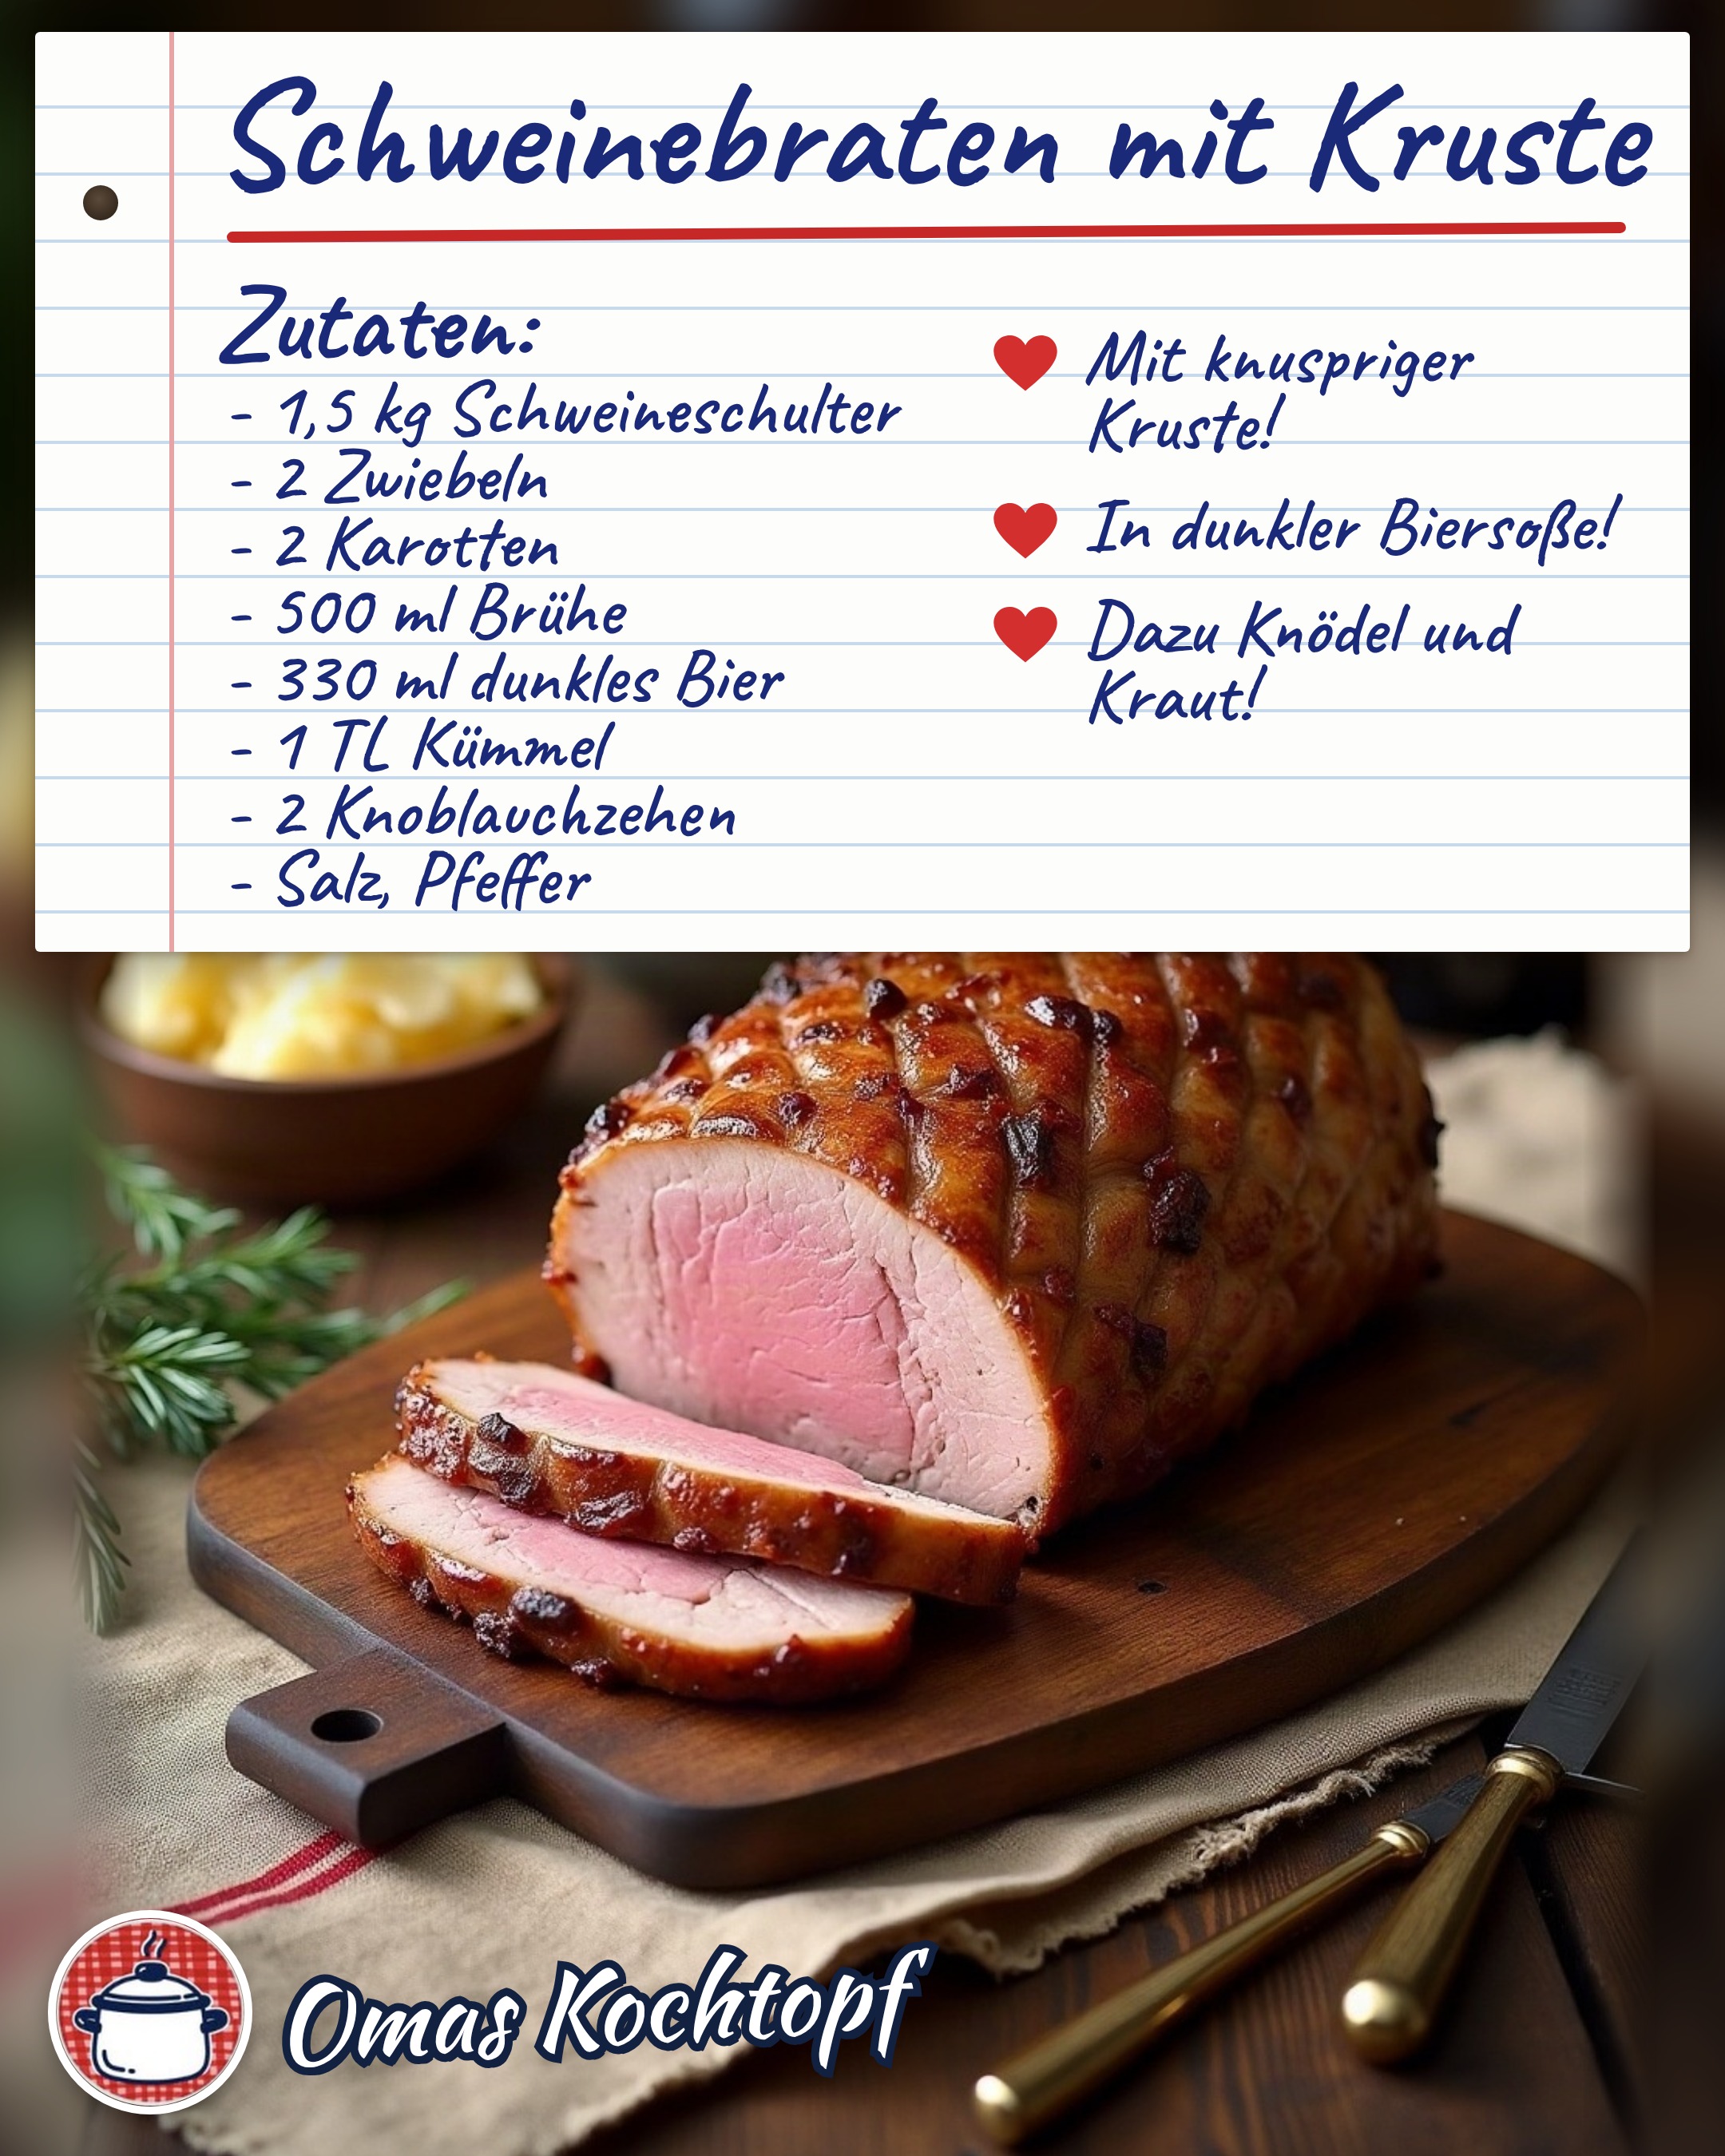 Schweinebraten mit Kruste
Zutaten:
- 1,5 kg Schweineschulter
- 2 Zwiebeln
- 2 Karotten
- 500 ml Brühe
- 330 ml dunkles Bier
- 1 TL Kümmel
- 2 Knoblauchzehen
- Salz, Pfeffer
Mit knuspriger
Kruste!
In dunkler Biersoße!
Dazu Knödel und
Kraut!
Omas Kochtopf